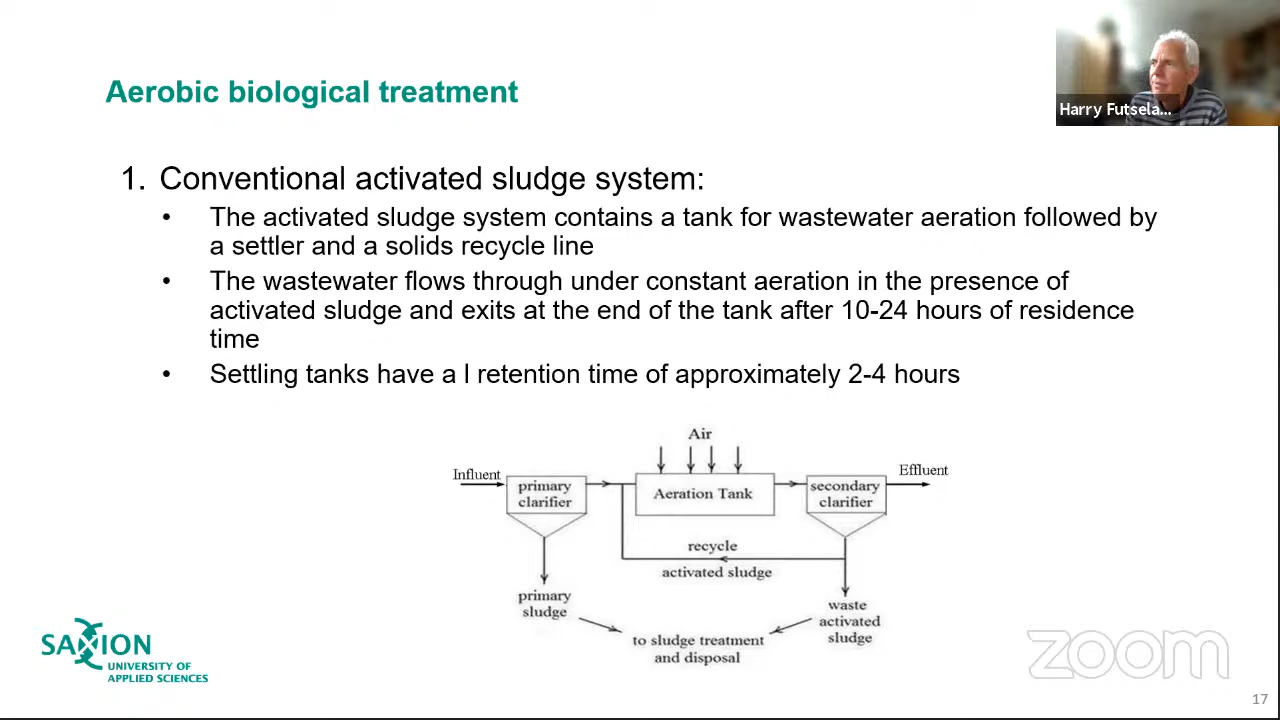 Aerobic biological treatment
Harry Futsela...
1. Conventional activated sludge system:
• The activated sludge system contains a tank for wastewater aeration followed by
a settler and a solids recycle line
• The wastewater flows through under constant aeration in the presence of
activated sludge and exits at the end of the tank after 10-24 hours of residence
time
• Settling tanks have a l retention time of approximately 2-4 hours
Air
Influent
primary
clarifier
Aeration Tank
secondary
clarifier
Effluent
recycle
activated sludge
primary
sludge
waste
activated
sludge
to sludge treatment
and disposal
SAXION
UNIVERSITY OF
APPLIED SCIENCES
zoom
17